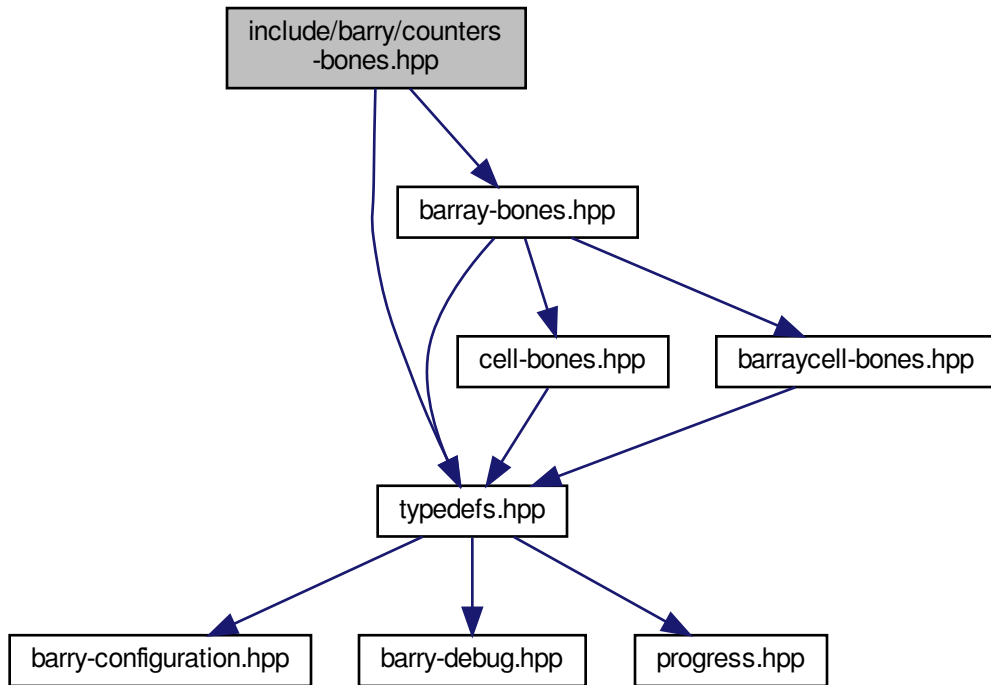 include/barry/counters
-bones.hpp
barray-bones.hpp
cell-bones.hpp
barraycell-bones.hpp
typedefs.hpp
barry-configuration.hpp
barry-debug.hpp
progress.hpp